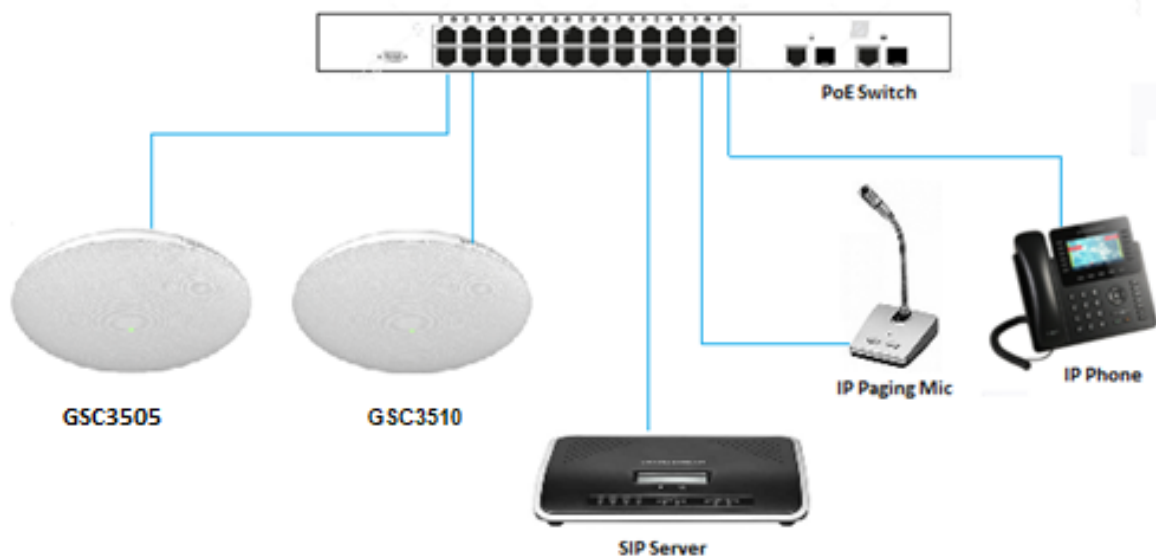 PoE Switch
IP Paging Mic
IP Phone
GSC3505
GSC3510
SIP Server